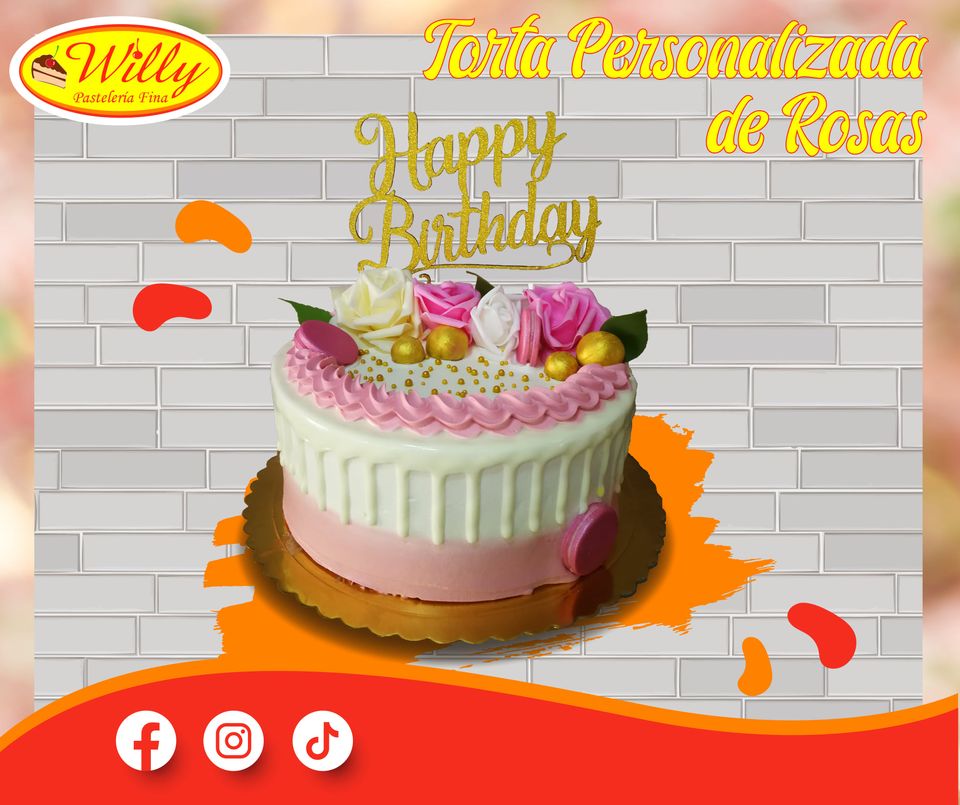 Willy
Pastelería Fina
Torta Personalizada
de Rosas
Happy
Birthday